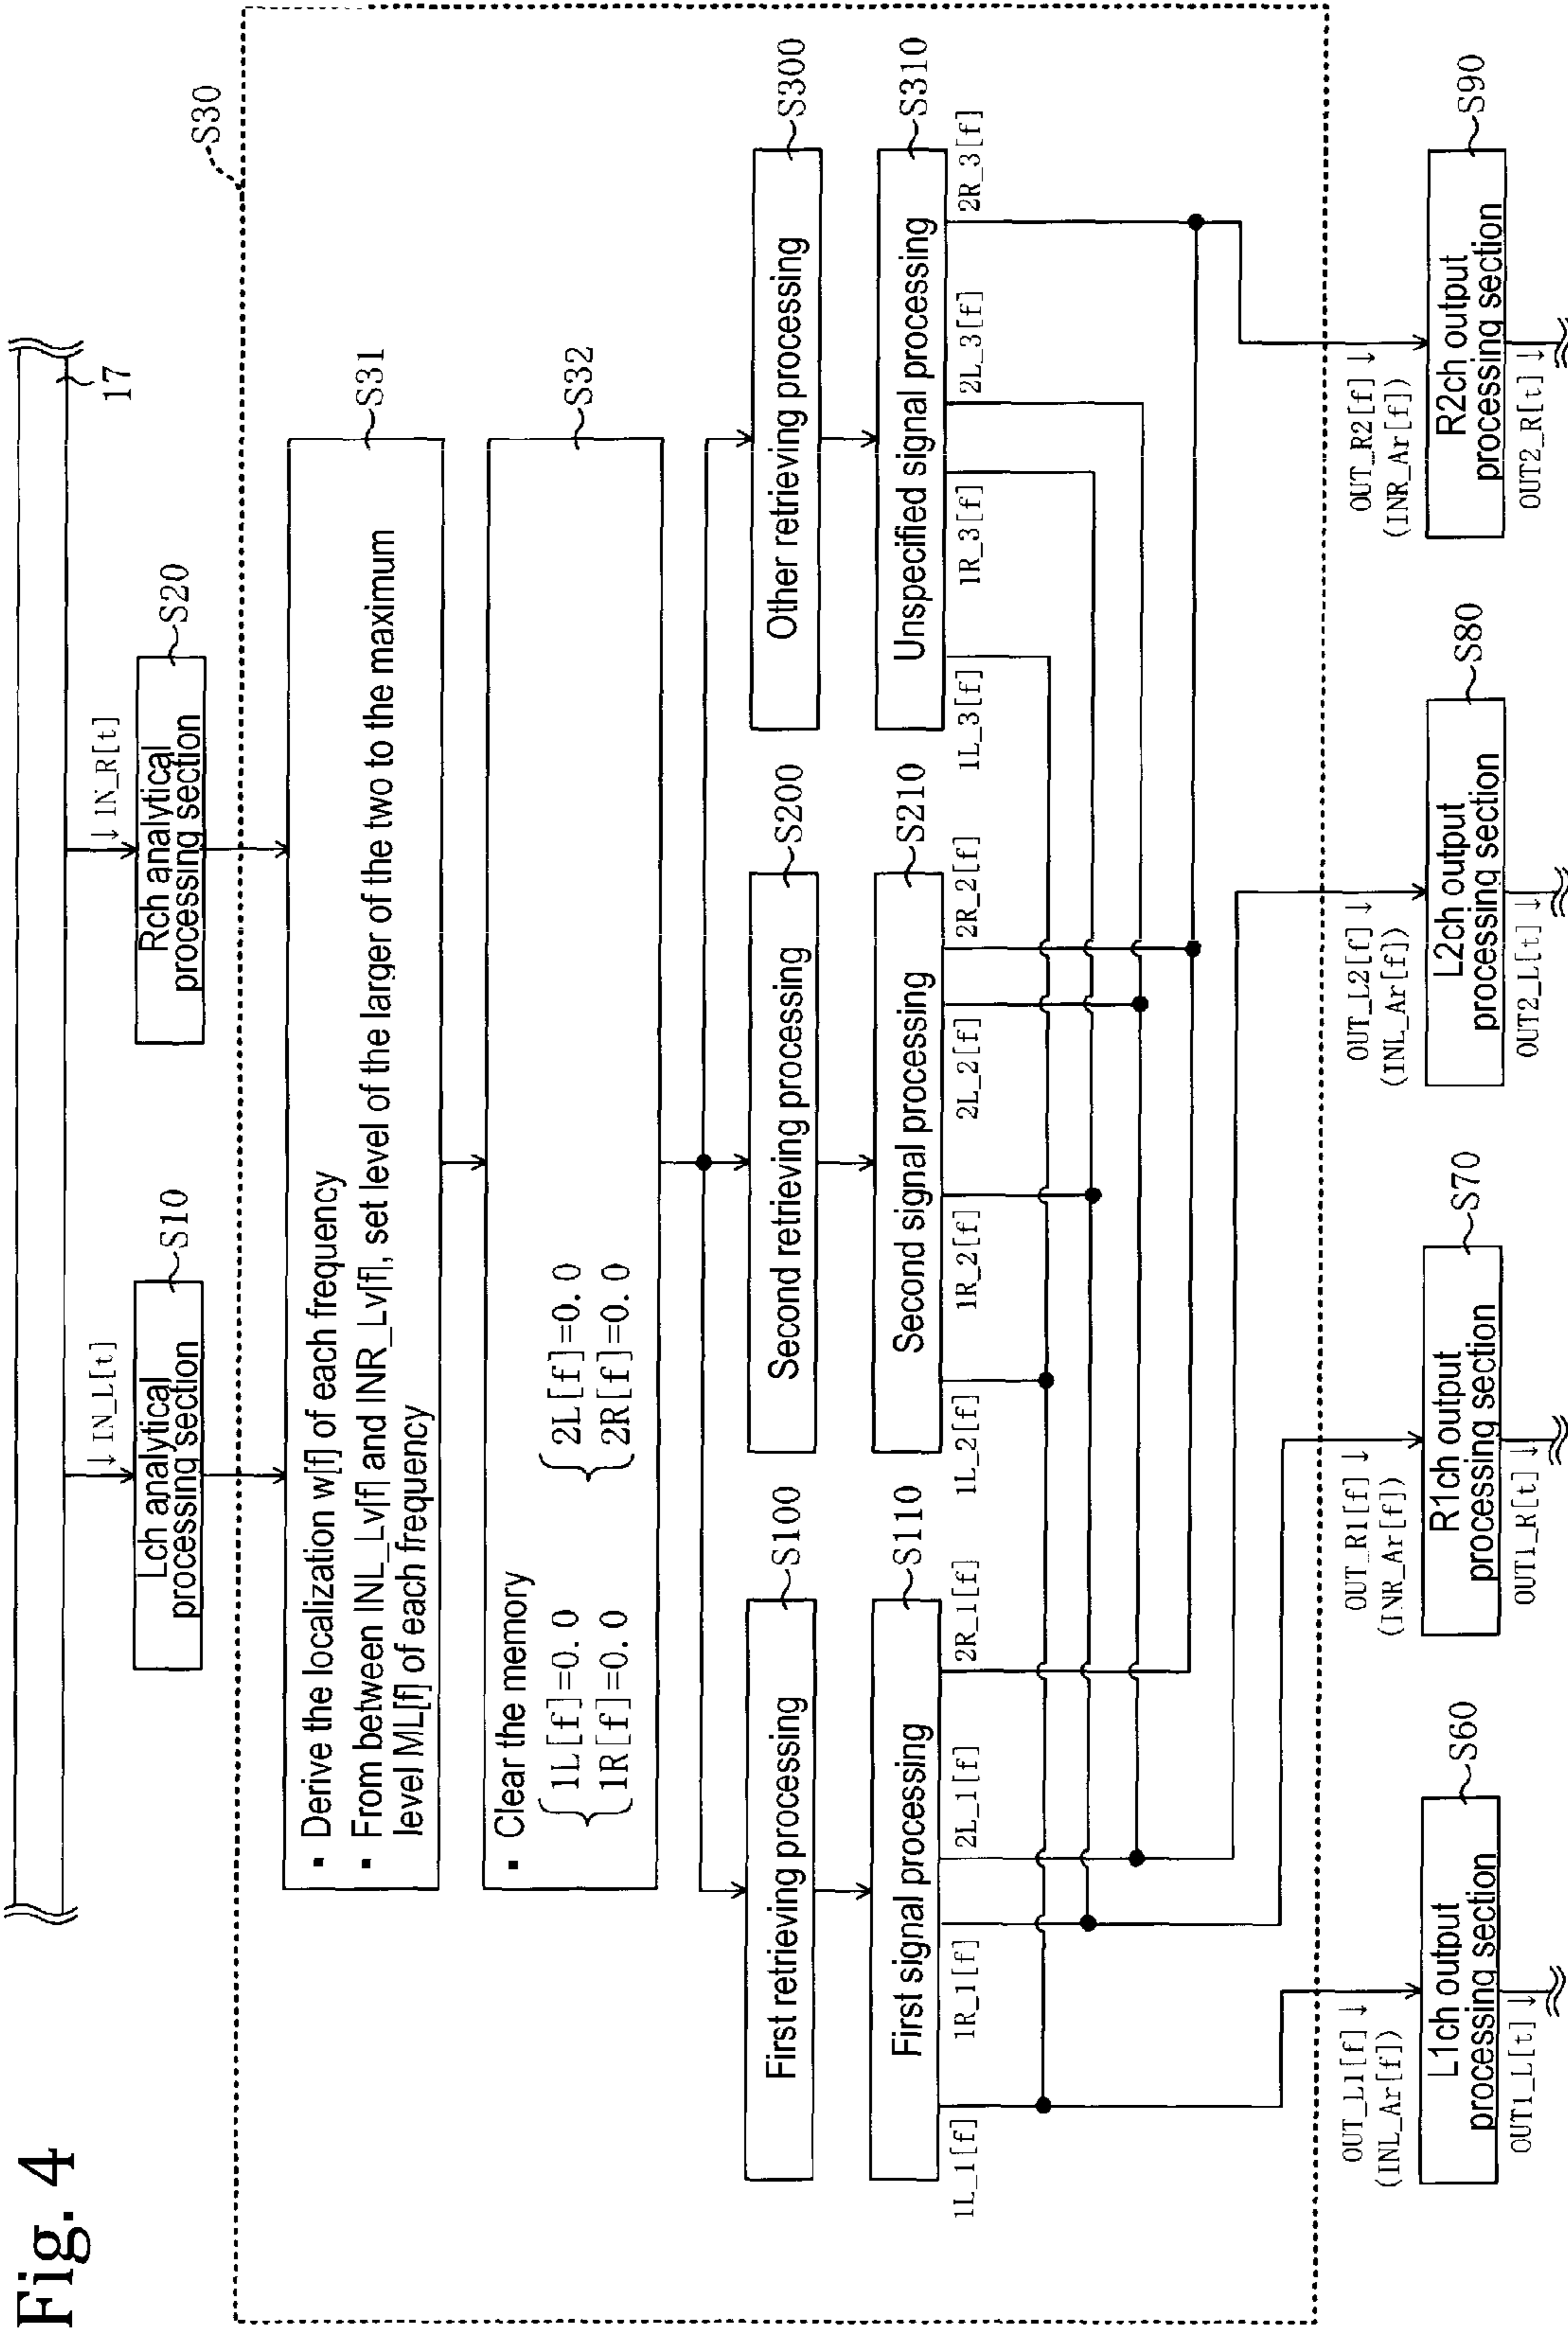 Fig. 4
17
↓IN_L[t]
↓IN_R[t]
Lch analytical
processing section
S10
Rch analytical
processing section
S20
S30
▪ Derive the localization w[f] of each frequency
▪ From between INL_Lv[f] and INR_Lv[f], set level of the larger of the two to the maximum
level ML[f] of each frequency
S31
▪ Clear the memory
1L[f]=0.0
1R[f]=0.0
2L[f]=0.0
2R[f]=0.0
S32
First retrieving processing
S100
Second retrieving processing
S200
Other retrieving processing
S300
First signal processing
S110
Second signal processing
S210
Unspecified signal processing
S310
1L_1[f]
1R_1[f]
2L_1[f]
2R_1[f]
1L_2[f]
1R_2[f]
2L_2[f]
2R_2[f]
1L_3[f]
1R_3[f]
2L_3[f]
2R_3[f]
OUT_L1[f]↓
(INL_Ar[f])
OUT_R1[f]↓
(INR_Ar[f])
OUT_L2[f]↓
(INL_Ar[f])
OUT_R2[f]↓
(INR_Ar[f])
L1ch output
processing section
S60
R1ch output
processing section
S70
L2ch output
processing section
S80
R2ch output
processing section
S90
OUT1_L[t]↓
OUT1_R[t]↓
OUT2_L[t]↓
OUT2_R[t]↓